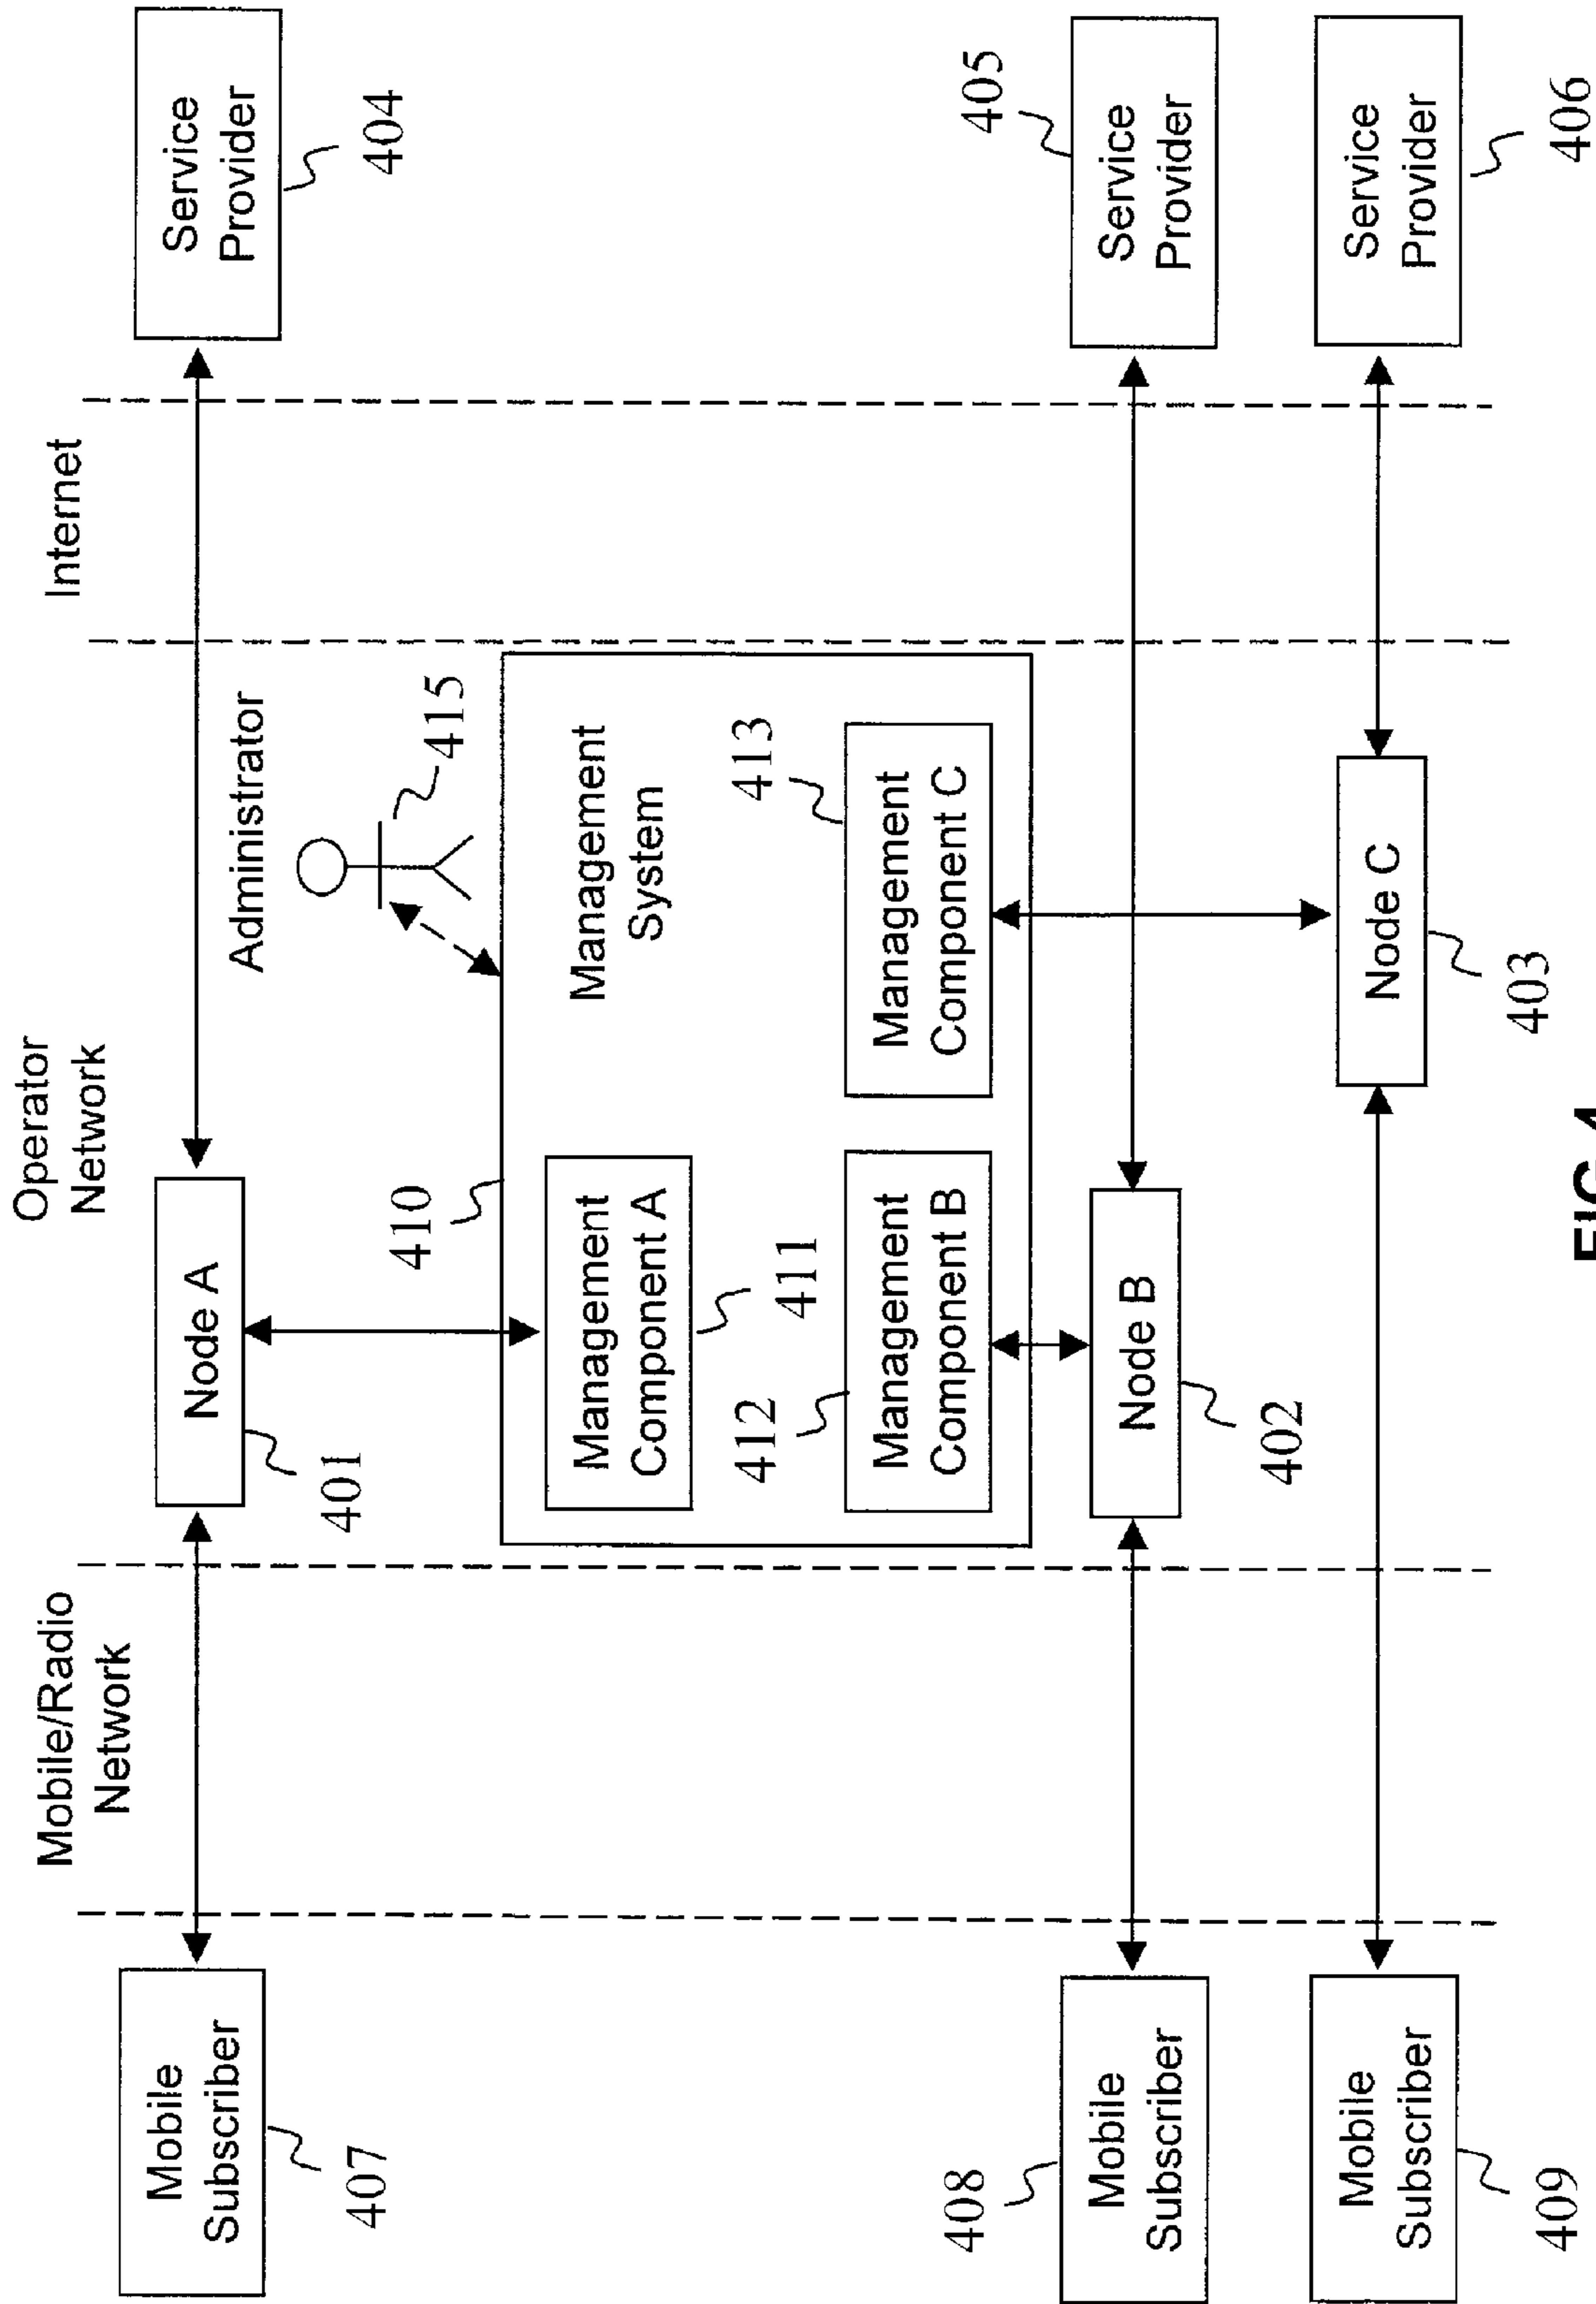 Mobile/Radio
Network
Operator
Network
Internet
Mobile
Subscriber
407
Node A
401
Service
Provider
404
Administrator
415
410
Management
System
Management
Component A
411
412
Management
Component B
413
Management
Component C
408
Mobile
Subscriber
Node B
402
405
Service
Provider
Mobile
Subscriber
409
Node C
403
Service
Provider
406